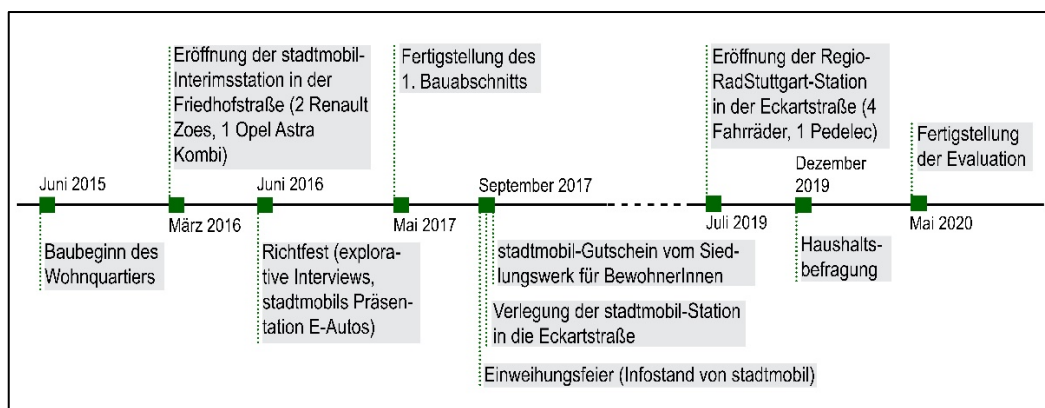 Eröffnung der stadtmobil-
Interimsstation in der
Friedhofstraße (2 Renault
Zoes, 1 Opel Astra
Kombi)
Fertigstellung des
1. Bauabschnitts
Eröffnung der Regio-
RadStuttgart-Station
in der Eckartstraße (4
Fahrräder, 1 Pedelec)
Fertigstellung
der Evaluation
Juni 2015
Juni 2016
September 2017
Dezember
2019
März 2016
Mai 2017
Juli 2019
Mai 2020
Baubeginn des
Wohnquartiers
Richtfest (explora-
tive Interviews,
stadtmobils Präsen-
tation E-Autos)
stadtmobil-Gutschein vom Sied-
lungswerk für BewohnerInnen
Verlegung der stadtmobil-Station
in die Eckartstraße
Einweihungsfeier (Infostand von stadtmobil)
Haushalts-
befragung